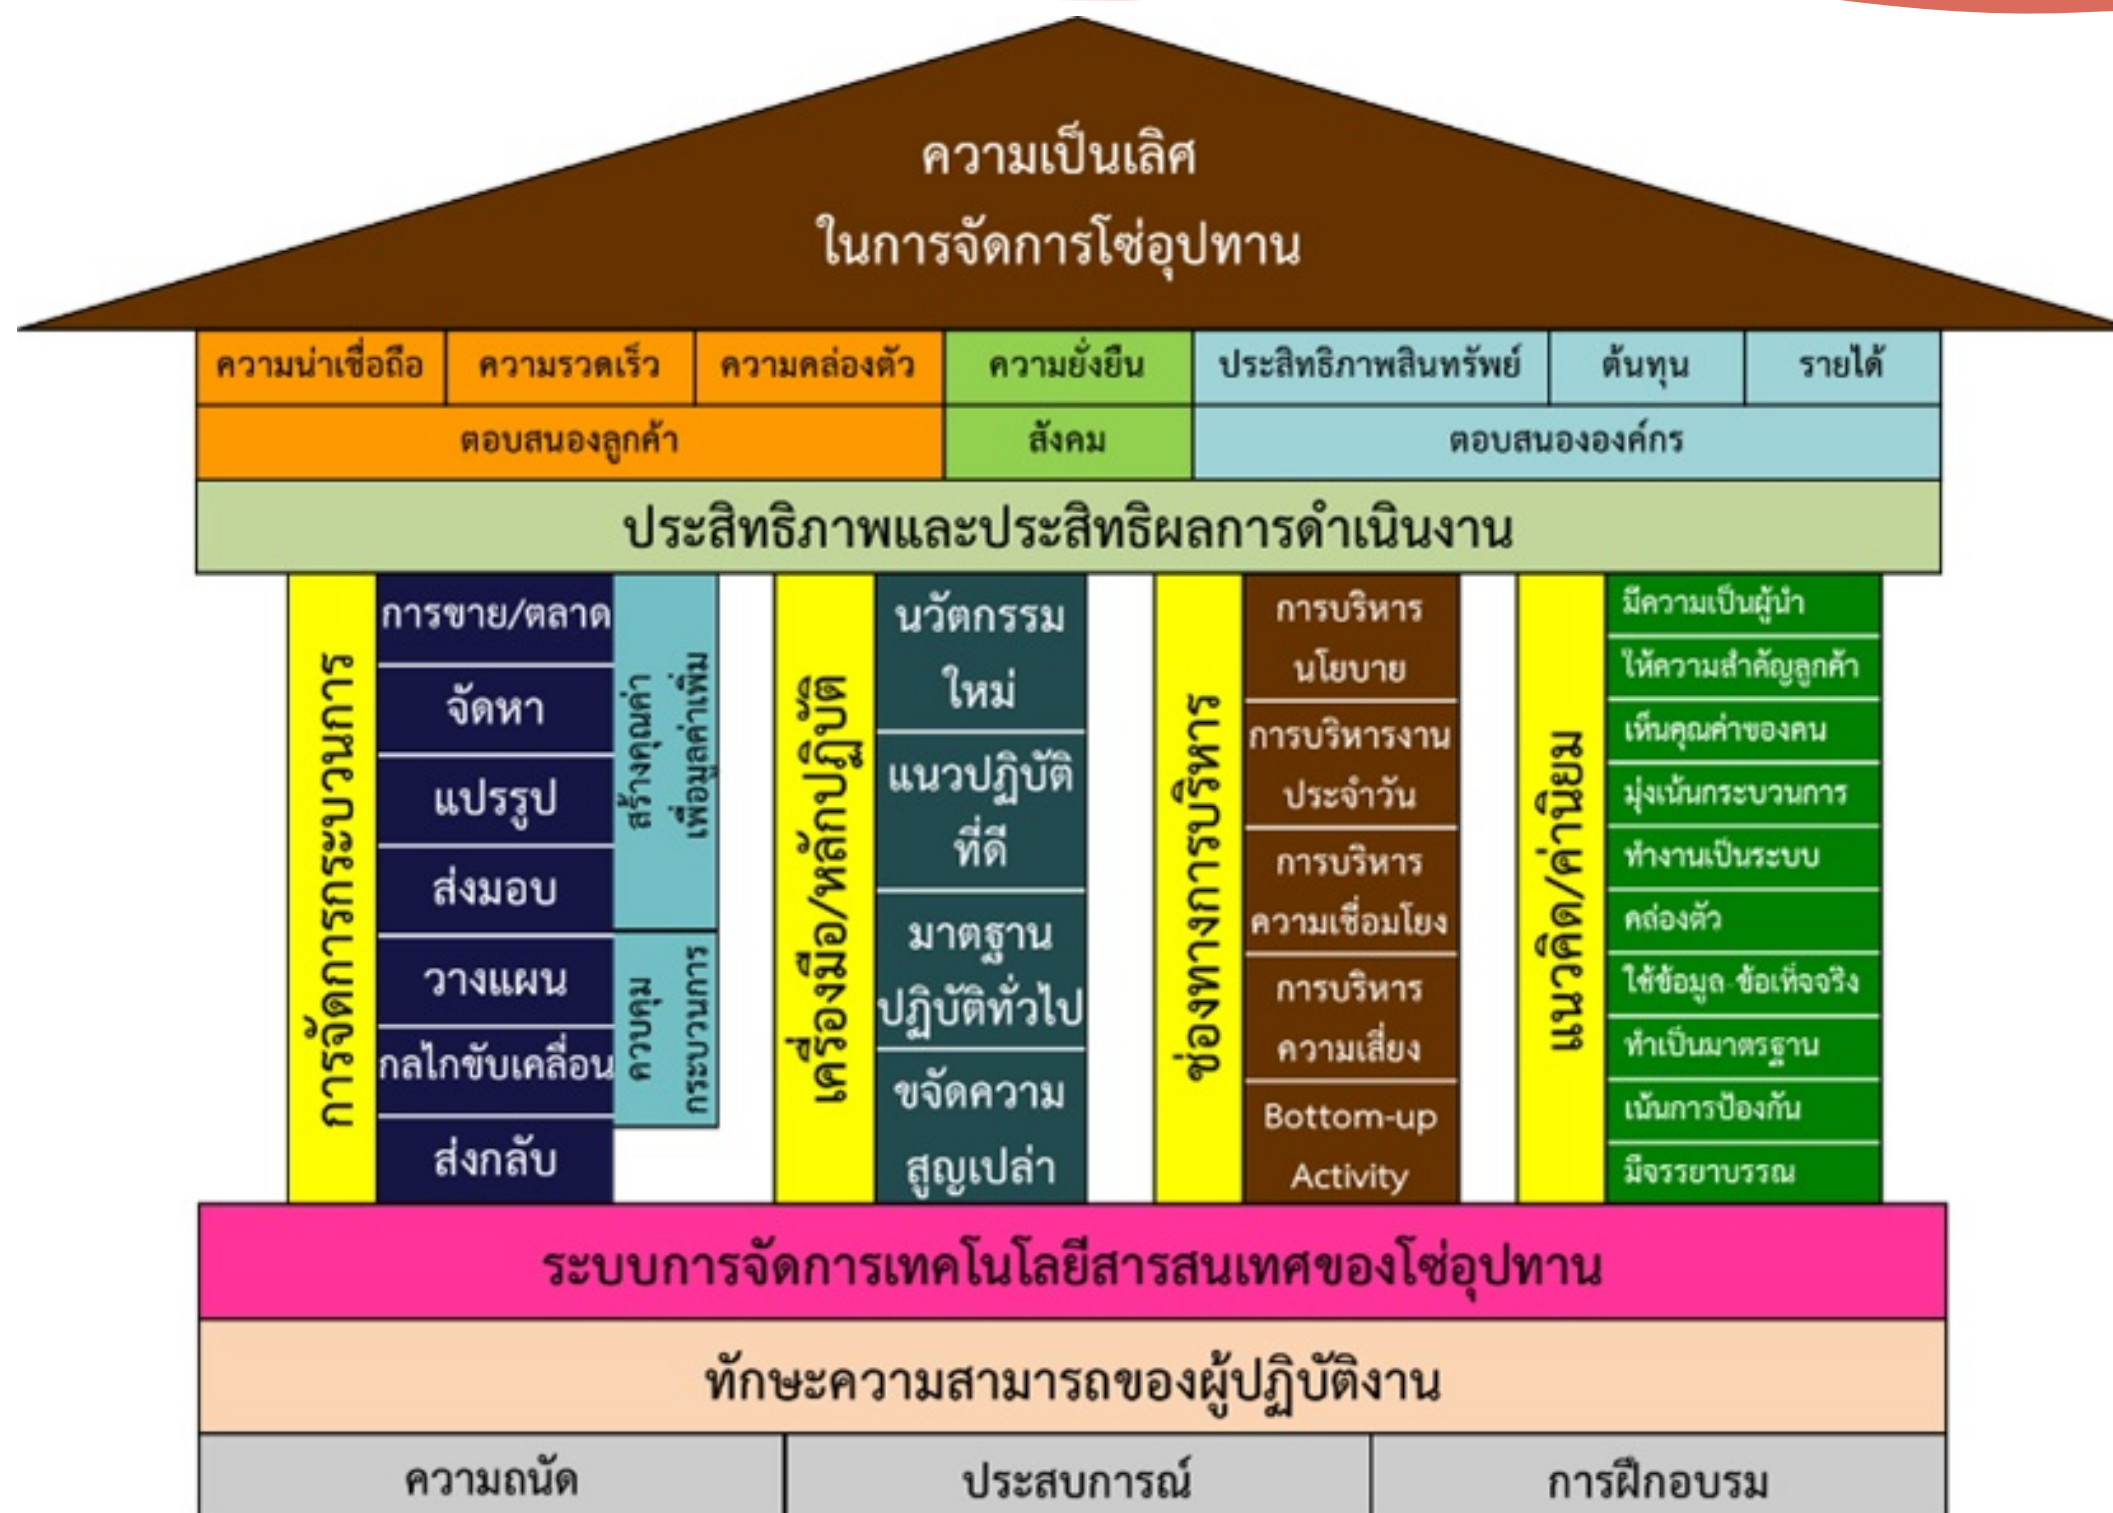 ความเป็นเลิศ
ในการจัดการโซ่อุปทาน
ความน่าเชื่อถือ
ความรวดเร็ว
ความคล่องตัว
ความยั่งยืน
ประสิทธิภาพสินทรัพย์
ต้นทุน
รายได้
ตอบสนองลูกค้า
สังคม
ตอบสนององค์กร
ประสิทธิภาพและประสิทธิผลการดำเนินงาน
การจัดการกระบวนการ
การขาย/ตลาด
จัดหา
แปรรูป
ส่งมอบ
วางแผน
กลไกขับเคลื่อน
ส่งกลับ
สร้างคุณค่า
เพื่อมูลค่าเพิ่ม
ควบคุม
กระบวนการ
เครื่องมือ/หลักปฏิบัติ
นวัตกรรม
ใหม่
แนวปฏิบัติ
ที่ดี
มาตฐาน
ปฏิบัติทั่วไป
ขจัดความ
สูญเปล่า
ช่องทางการบริหาร
การบริหาร
นโยบาย
การบริหารงาน
ประจำวัน
การบริหาร
ความเชื่อมโยง
การบริหาร
ความเสี่ยง
Bottom-up
Activity
แนวคิด/ค่านิยม
มีความเป็นผู้นำ
ให้ความสำคัญลูกค้า
เห็นคุณค่าของคน
มุ่งเน้นกระบวนการ
ทำงานเป็นระบบ
คล่องตัว
ใช้ข้อมูล-ข้อเท็จจริง
ทำเป็นมาตรฐาน
เน้นการป้องกัน
มีจรรยาบรรณ
ระบบการจัดการเทคโนโลยีสารสนเทศของโซ่อุปทาน
ทักษะความสามารถของผู้ปฏิบัติงาน
ความถนัด
ประสบการณ์
การฝึกอบรม